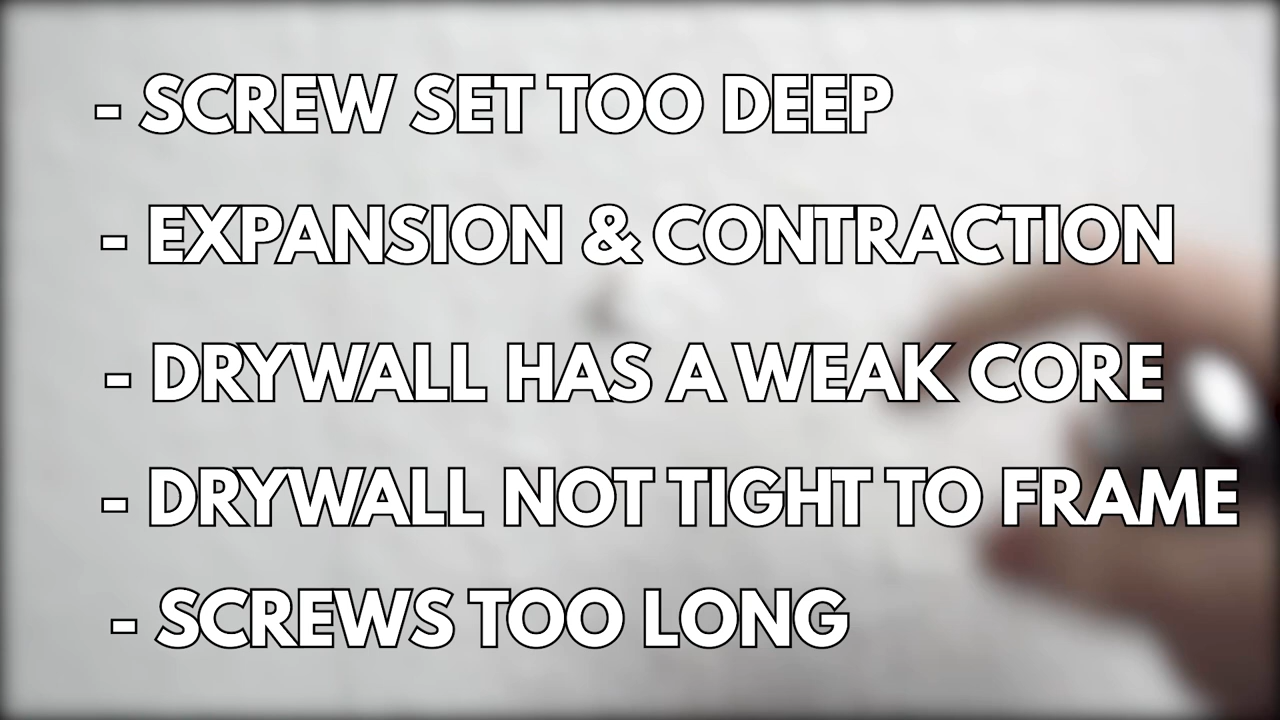 - SCREW SET TOO DEEP
- EXPANSION & CONTRACTION
- DRYWALL HAS A WEAK CORE
- DRYWALL NOT TIGHT TO FRAME
- SCREWS TOO LONG